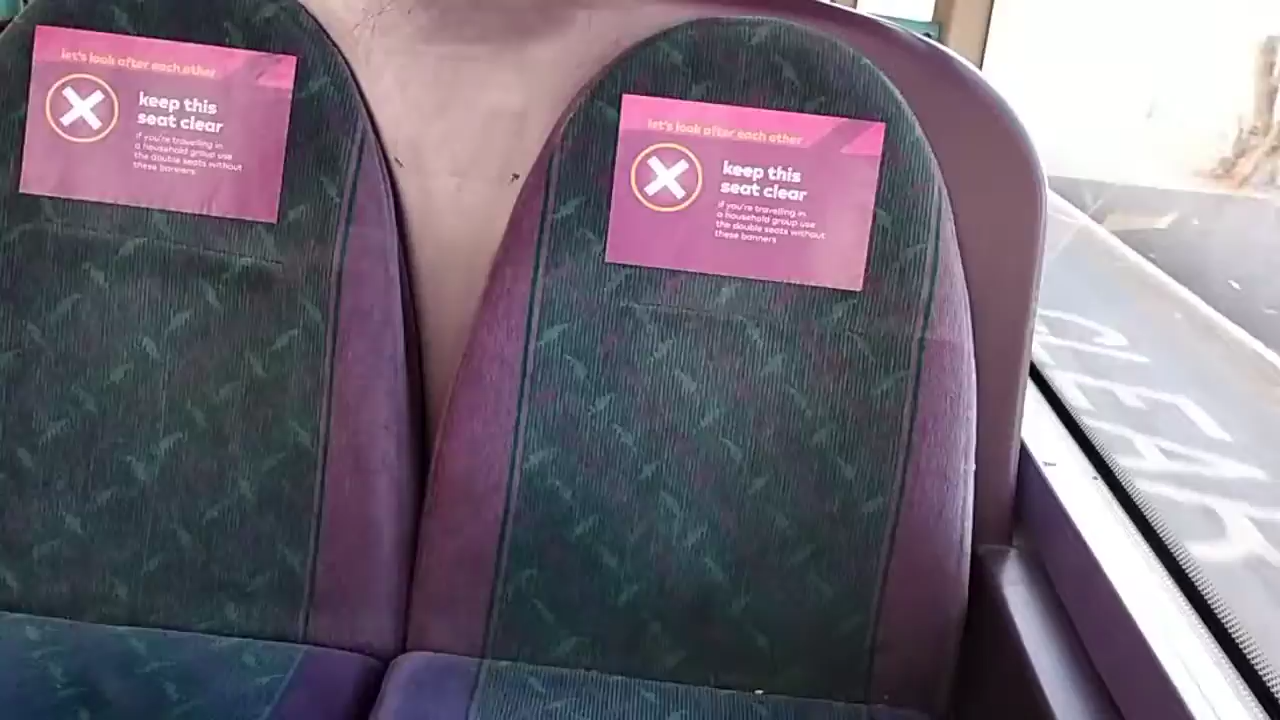 let's look after each other
keep this
seat clear
if you're travelling in
a household group use
the double seats without
these banners
let's look after each other
keep this
seat clear
if you're travelling in
a household group use
the double seats without
these banners
CLEAR